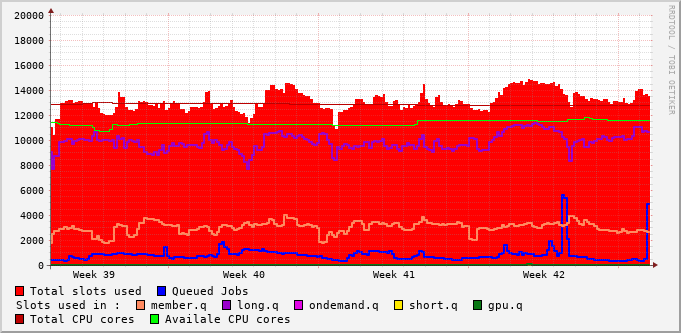 RRDTOOL / TOBI OETIKER
20000
18000
16000
14000
12000
10000
8000
6000
4000
2000
0
Week 39 Week 40 Week 41 Week 42
Total slots used Queued Jobs
Slots used in : member.q long.q ondemand.q short.q gpu.q
Total CPU cores Availale CPU cores